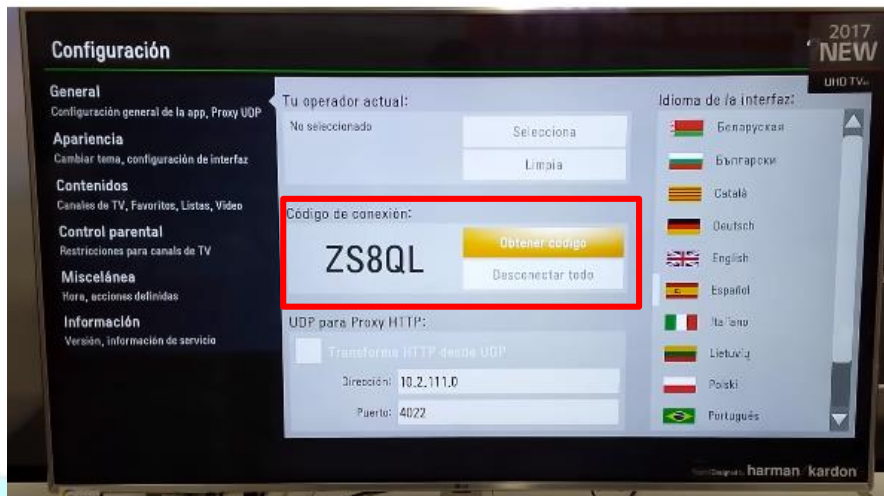 Configuración
2017
NEW
UHD TV
General
Configuración general de la app, Proxy UDP
Apariencia
Cambiar tema, configuración de interfaz
Contenidos
Canales de TV, Favoritos, Listas, Video
Control parental
Restricciones para canals de TV
Miscelánea
Hora, acciones definidas
Información
Versión, información de servicio
Tu operador actual:
No seleccionado
Selecciona
Limpia
Código de conexión:
ZS8QL
Obtener código
Desconectar todo
UDP para Proxy HTTP:
Transforma HTTP desde UDP
Dirección: 10.2.111.0
Puerto: 4022
Idioma de la interfaz:
Беларуская
Български
Català
Deutsch
English
Español
Italiano
Lietuvių
Polski
Português
harman/kardon